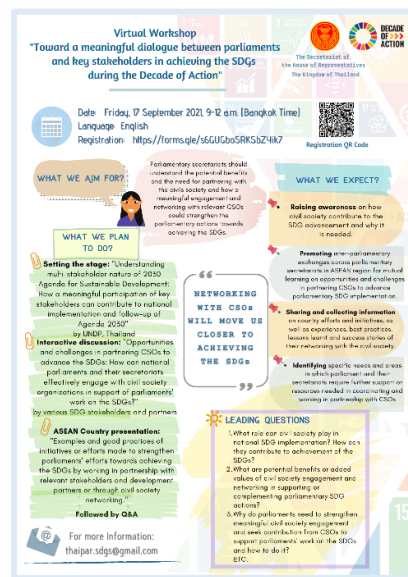 Virtual Workshop
"Toward a meaningful dialogue between parliaments
and key stakeholders in achieving the SDGs
during the Decade of Action"
DECADE
OF >>>
ACTION
The Secretariat of
the House of Representatives
The Kingdom of Thailand
Date: Friday, 17 September 2021, 9-12 a.m. (Bangkok Time)
Language: English
Registration: https://forms.gle/s6GUGboSRKSbZYik7
Registration QR Code
WHAT WE AIM FOR?
Parliamentary secretariats should
understand the potential benefits
and the need for partnering with
the civils society and how a
meaningful engagement and
networking with relevant CSOs
could strengthen the
parliamentary actions towards
achieving the SDGs.
WHAT WE EXPECT?
Raising awareness on how
civil society contribute to the
SDG advancement and why it
is needed.
Promoting inter-parliamentary
exchanges across parliamentary
secretariats in ASEAN region for mutual
learning on opportunities and challenges
in partnering CSOs to advance
parliamentary SDG implementation.
Sharing and collecting information
on country efforts and initiatives, as
well as experiences, best practices,
lessons learnt and success stories of
their networking with the civil society.
Identifying specific needs and areas
in which parliament and their
secretariats require further support or
resources needed in coordinating and
working in partnership with CSOs.
WHAT WE PLAN
TO DO?
Setting the stage: "Understanding
multi-stakeholder nature of 2030
Agenda for Sustainable Development:
How a meaningful participation of key
stakeholders can contribute to national
implementation and follow-up of
Agenda 2030"
by UNDP, Thailand
Interactive discussion: "Opportunities
and challenges in partnering CSOs to
advance the SDGs: How can national
parliaments and their secretariats
effectively engage with civil society
organizations in support of parliaments'
work on the SDGs?"
by various SDG stakeholders and partners
ASEAN Country presentation:
"Examples and good practices of
initiatives or efforts made to strengthen
parliaments' efforts towards achieving
the SDGs by working in partnership with
relevant stakeholders and development
partners or through civil society
networking."
Followed by Q&A
NETWORKING
WITH CSOs
WILL MOVE US
CLOSER TO
ACHIEVING
THE SDGs
LEADING QUESTIONS
1. What role can civil society play in
national SDG implementation? How can
they contribute to achievement of the
SDGs?
2. What are potential benefits or added
values of civil society engagement and
networking in supporting or
complementing parliamentary SDG
actions?
3. Why do parliaments need to strengthen
meaningful civil society engagement
and seek contribution from CSOs to
support parliaments' work on the SDGs
and how to do it?
ETC.
For more Information:
thaipar.sdgs@gmail.com
15